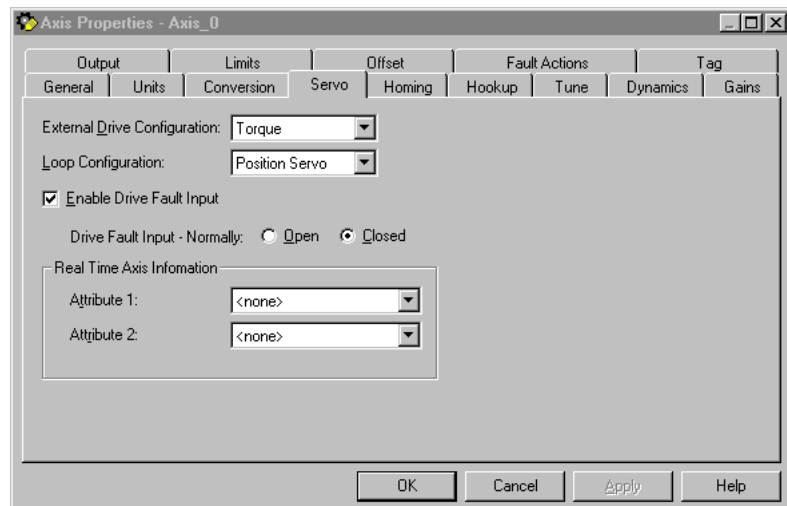 Axis Properties - Axis_0
Output Limits Offset Fault Actions Tag
General Units Conversion Servo Homing Hookup Tune Dynamics Gains
External Drive Configuration: Torque
Loop Configuration: Position Servo
Enable Drive Fault Input
Drive Fault Input - Normally: Open Closed
Real Time Axis Infomation
Attribute 1: <none>
Attribute 2: <none>
OK Cancel Apply Help